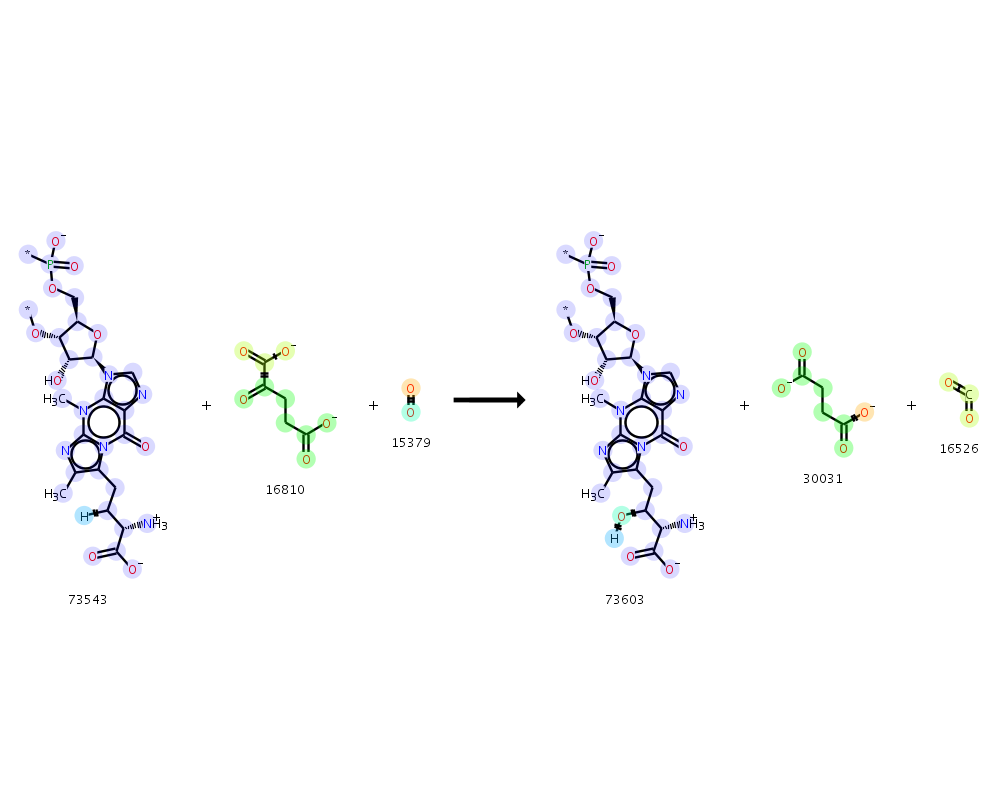 O⁻ * P O O * O O HO N N H₃C N N N O H₃C H NH₃⁺ O O⁻
73543
+
O O⁻ O O⁻ O
16810
+
O O
15379
O⁻ * P O O * O O HO N N H₃C N N N O H₃C O H NH₃⁺ O O⁻
73603
+
O O⁻ O⁻ O
30031
+
O C O
16526